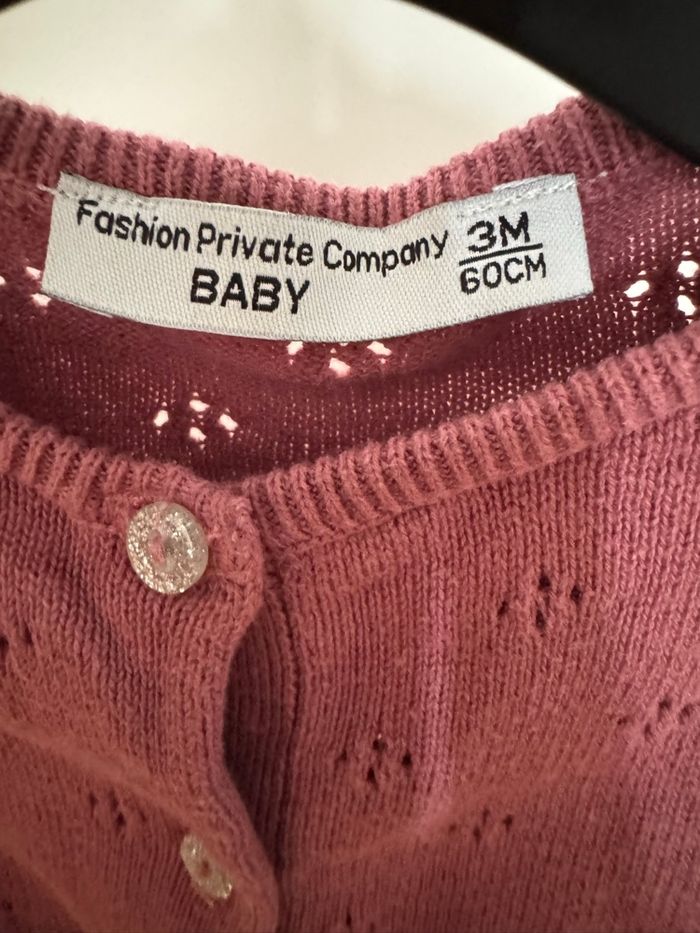 Fashion Private Company
BABY
3M
60CM